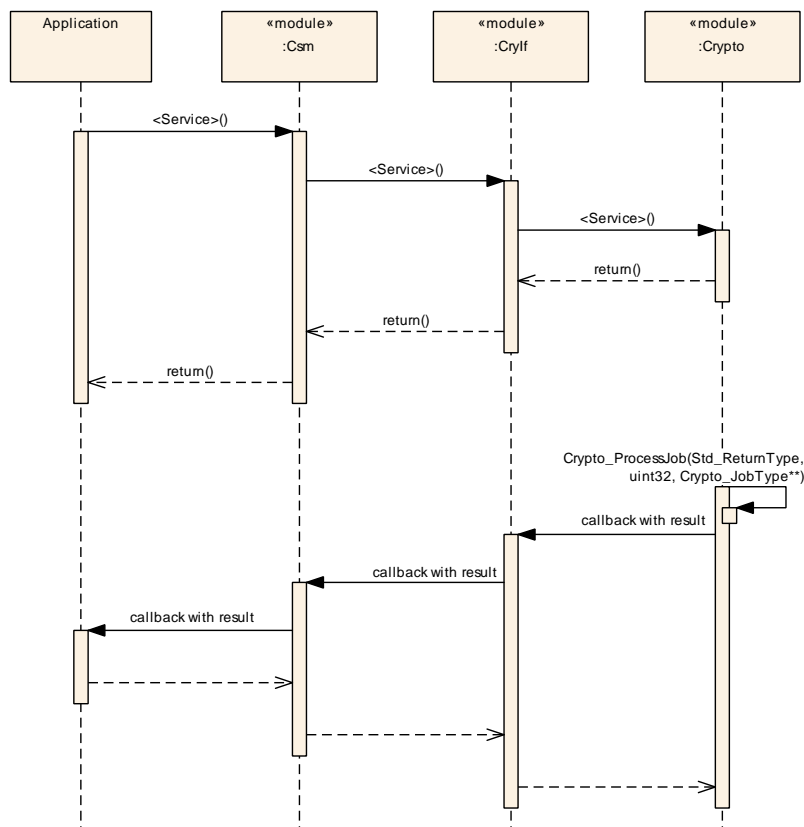 Application
«module»
:Csm
«module»
:CryIf
«module»
:Crypto
<Service>()
<Service>()
<Service>()
return()
return()
return()
Crypto_ProcessJob(Std_ReturnType,
uint32, Crypto_JobType**)
callback with result
callback with result
callback with result